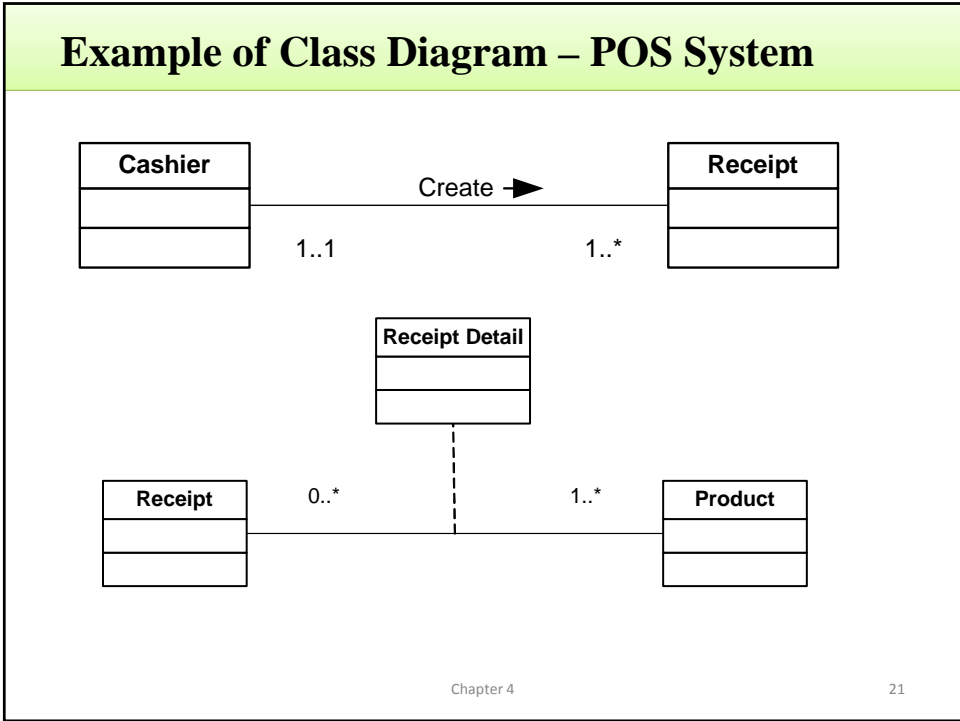 Example of Class Diagram – POS System
Cashier
Receipt
Create
1..1
1..*
Receipt Detail
Receipt
0..*
1..*
Product
Chapter 4
21